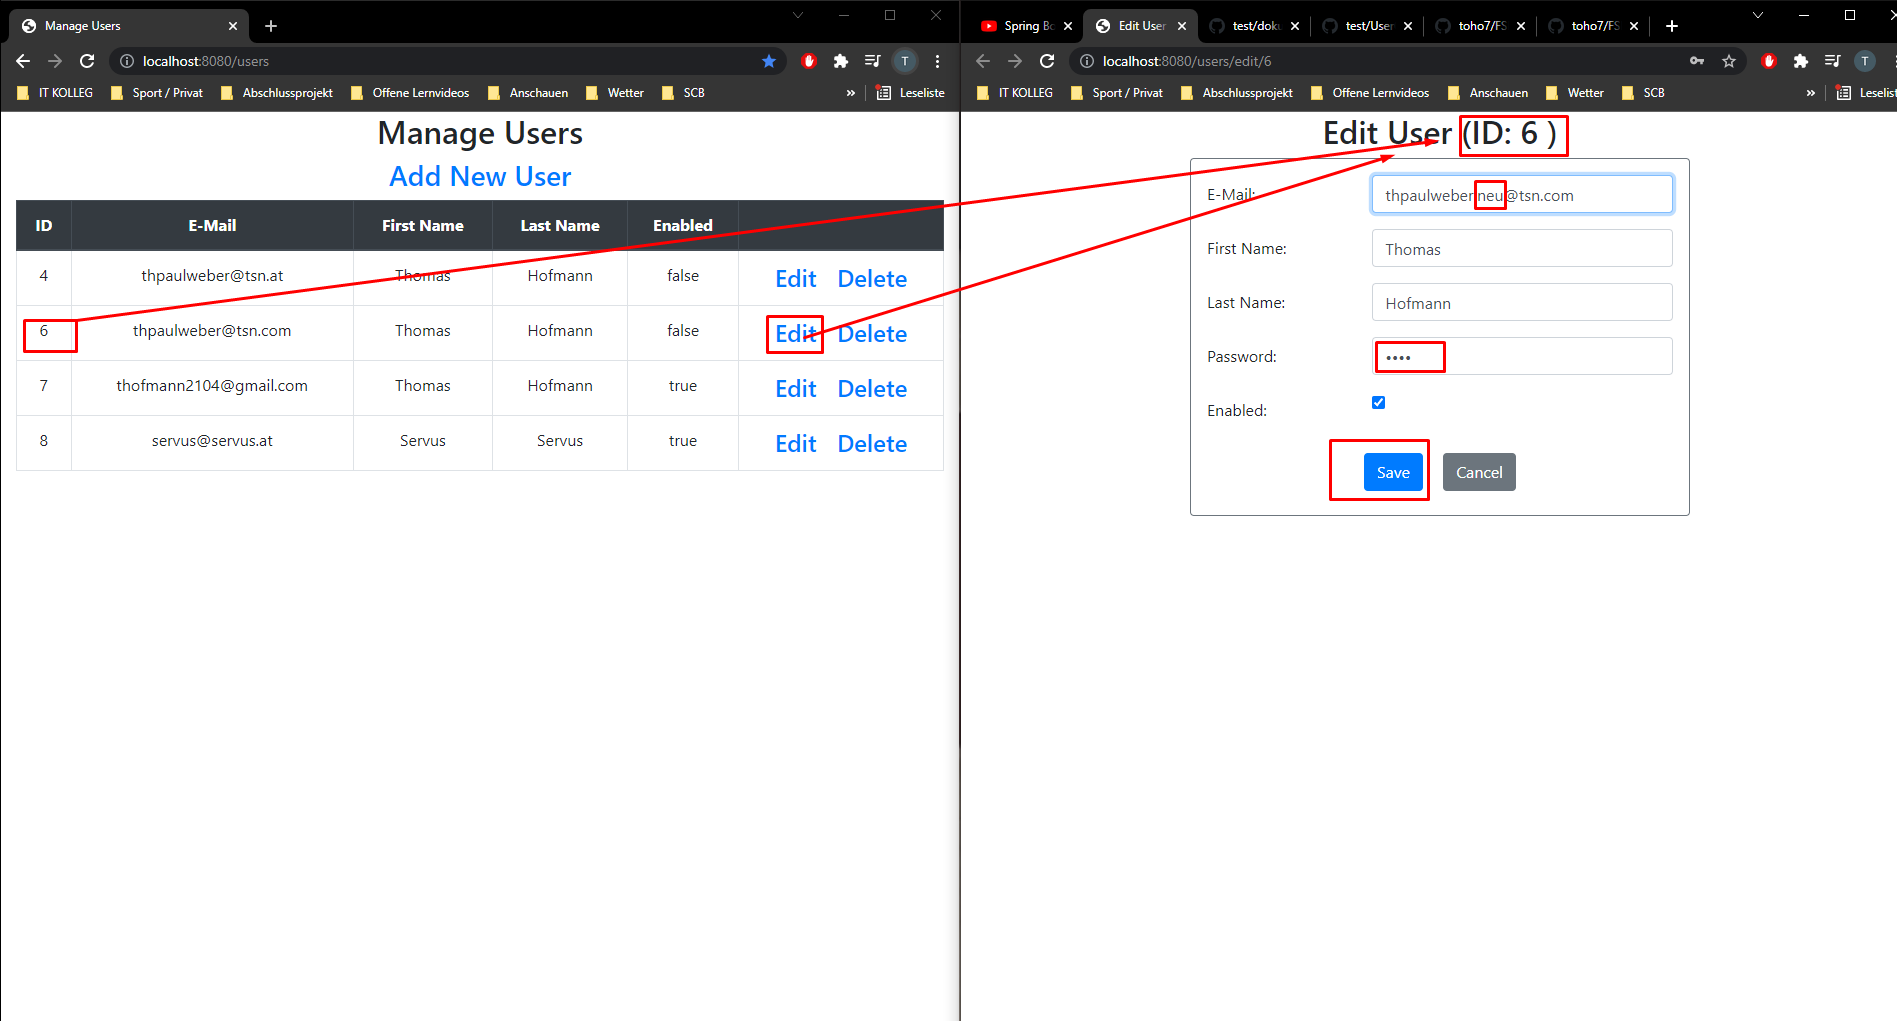 Manage Users
localhost:8080/users
IT KOLLEG Sport / Privat Abschlussprojekt Offene Lernvideos Anschauen Wetter SCB » Leseliste
Manage Users
Add New User
ID E-Mail First Name Last Name Enabled
4 thpaulweber@tsn.at Thomas Hofmann false Edit Delete
6 thpaulweber@tsn.com Thomas Hofmann false Edit Delete
7 thofmann2104@gmail.com Thomas Hofmann true Edit Delete
8 servus@servus.at Servus Servus true Edit Delete
Spring Bo Edit User test/doku test/User toho7/FS toho7/FS
localhost:8080/users/edit/6 T
IT KOLLEG Sport / Privat Abschlussprojekt Offene Lernvideos Anschauen Wetter SCB » Leselist
Edit User (ID: 6 )
E-Mail: thpaulweberneu@tsn.com
First Name: Thomas
Last Name: Hofmann
Password: ••••
Enabled:
Save Cancel